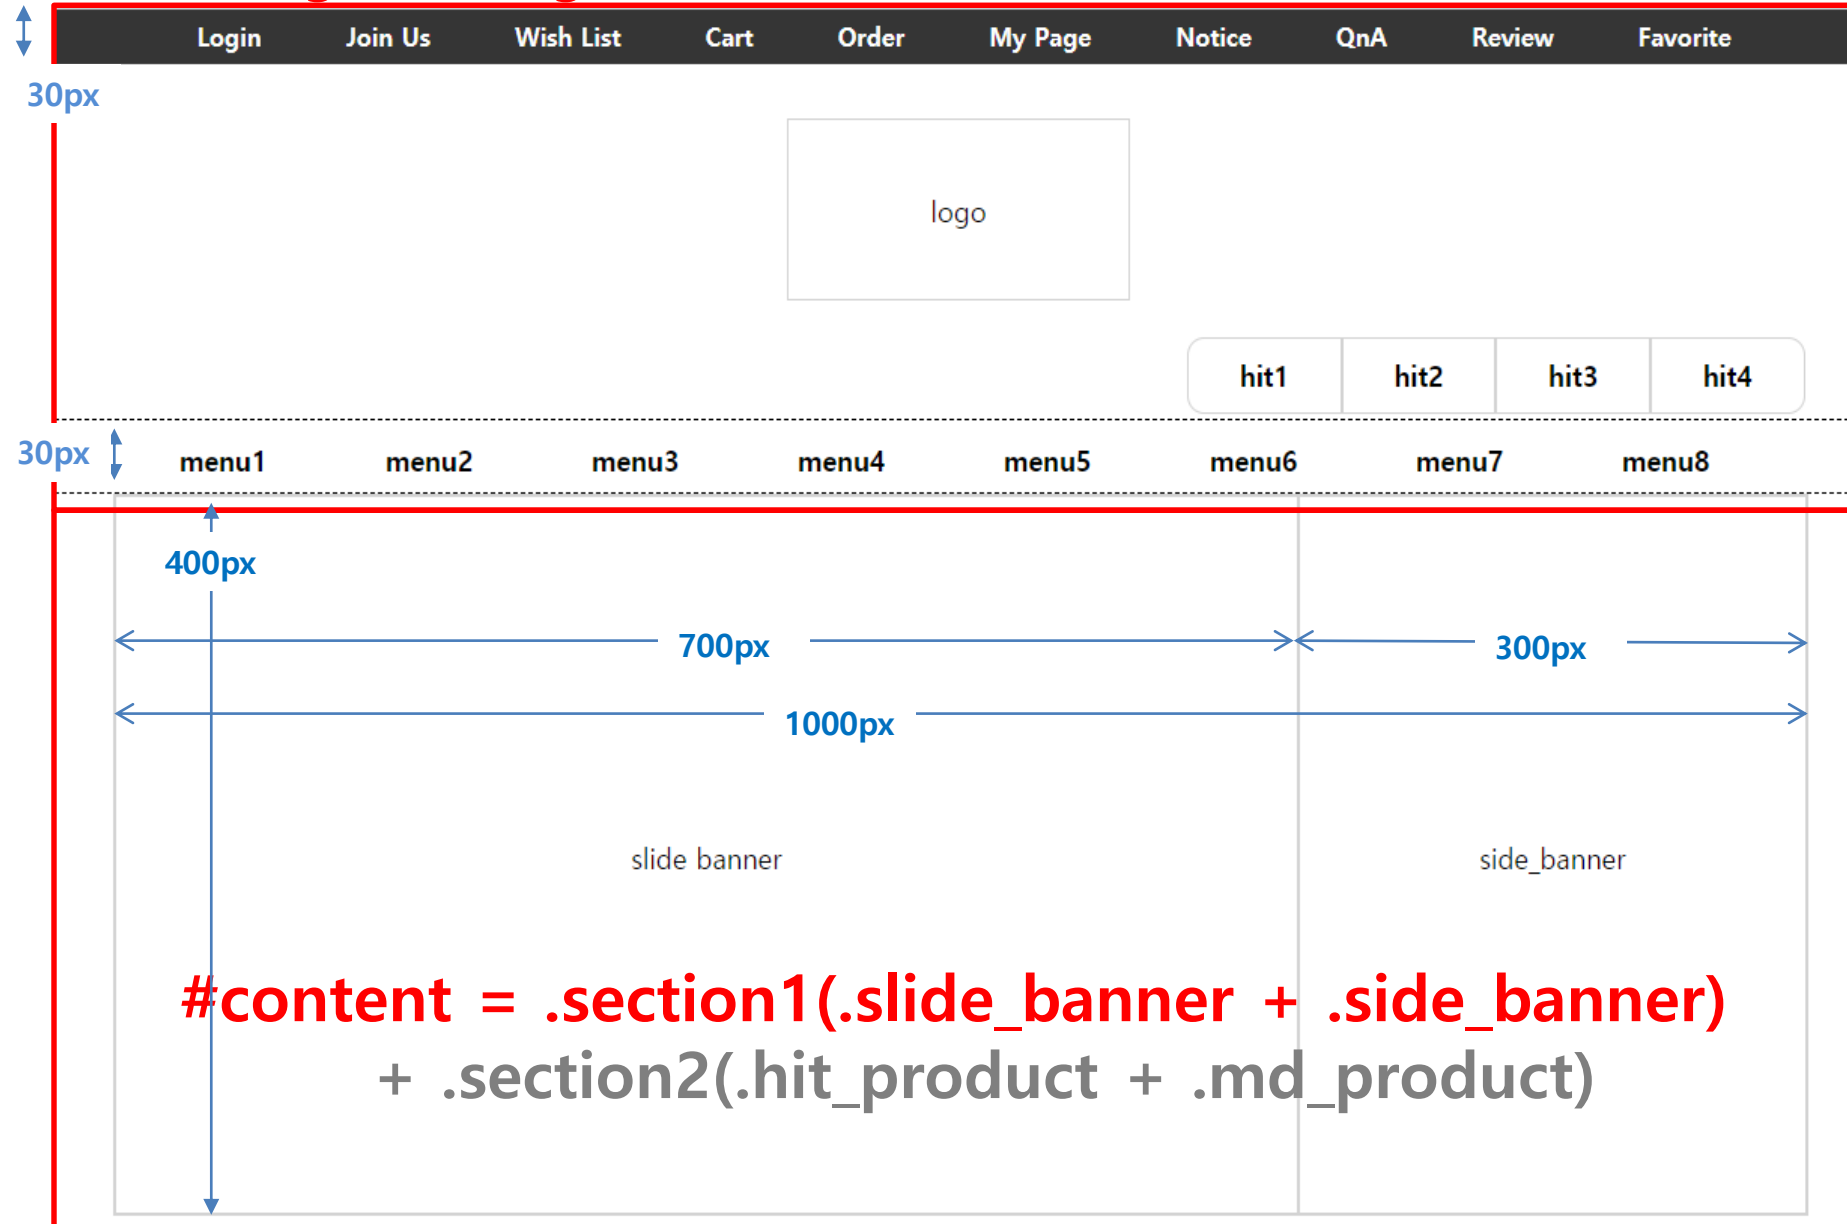 Login Join Us Wish List Cart Order My Page Notice QnA Review Favorite
30px
logo
hit1 hit2 hit3 hit4
30px menu1 menu2 menu3 menu4 menu5 menu6 menu7 menu8
400px
700px 300px
1000px
slide banner side_banner
#content = .section1(.slide_banner + .side_banner)
+ .section2(.hit_product + .md_product)